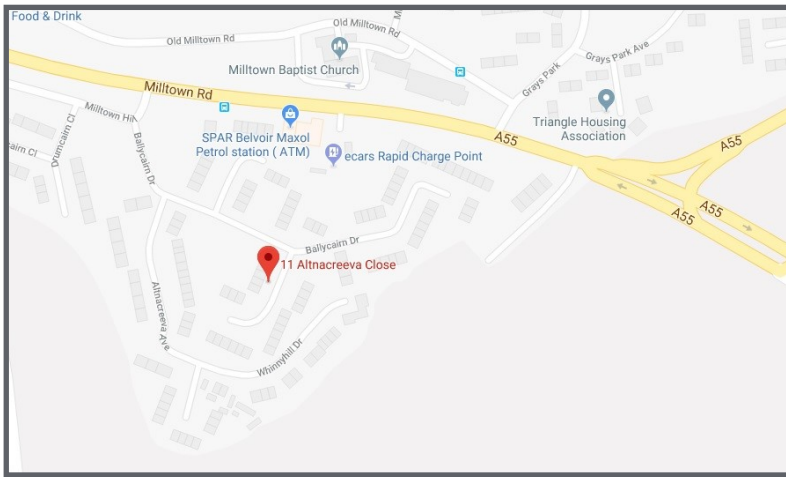 Food & Drink
Old Milltown Rd
Old Milltown Rd
Milltown Baptist Church
Grays Park
Grays Park Ave
Milltown Rd
Milltown Hill
Drumcairn Cl
cairn Cl
Ballycairn Dr
SPAR Belvoir Maxol
Petrol station ( ATM)
ecars Rapid Charge Point
Triangle Housing
Association
A55
A55
A55
A55
Ballycairn Dr
11 Altnacreeva Close
Altnacreeva Ave
Whinnyhill Dr